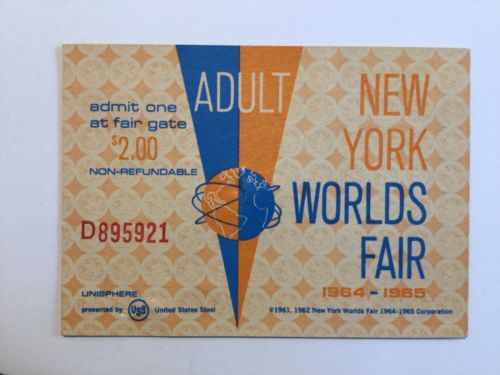 ADULT
admit one
at fair gate
$2.00
NON-REFUNDABLE
D895921
UNISPHERE
presented by USS United States Steel
NEW
YORK
WORLDS
FAIR
1964-1965
©1961, 1962 New York Worlds Fair 1964-1965 Corporation